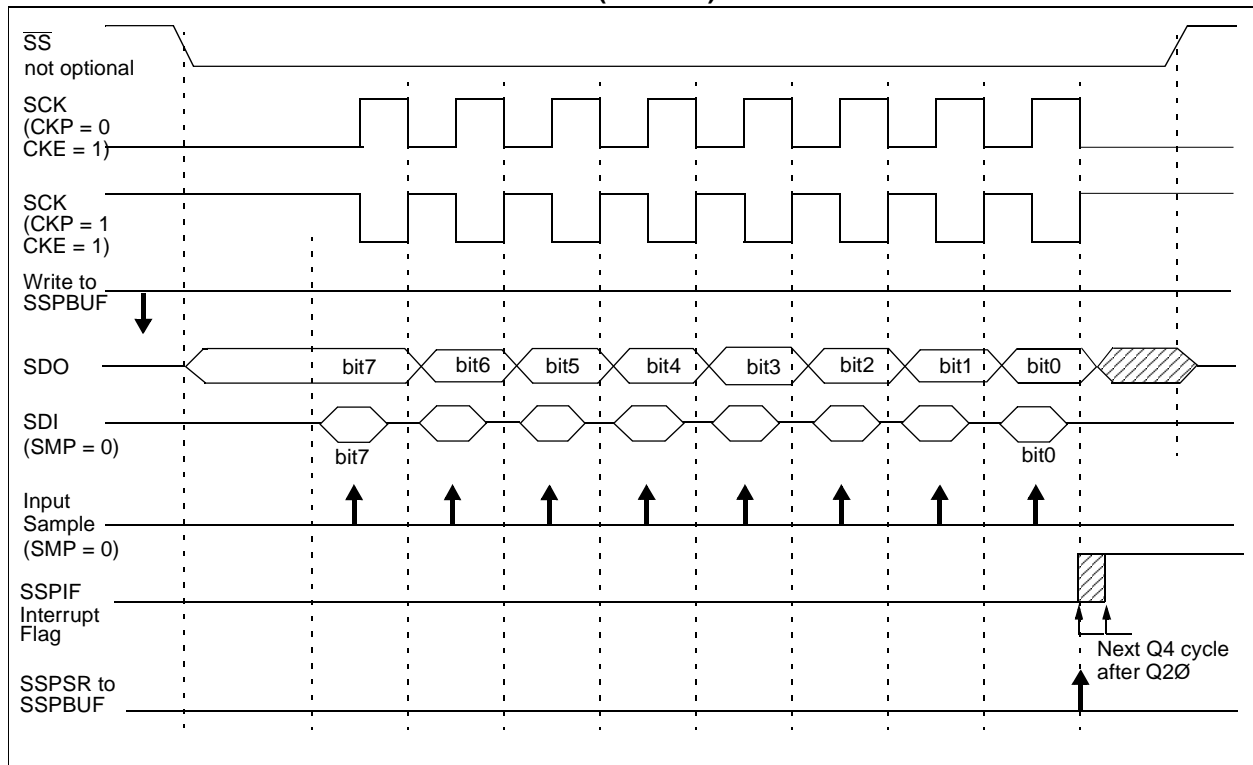 SS
not optional
SCK
(CKP = 0
CKE = 1)
SCK
(CKP = 1
CKE = 1)
Write to
SSPBUF
SDO
bit7 bit6 bit5 bit4 bit3 bit2 bit1 bit0
SDI
(SMP = 0)
bit7 bit0
Input
Sample
(SMP = 0)
SSPIF
Interrupt
Flag
Next Q4 cycle
after Q2Ø
SSPSR to
SSPBUF